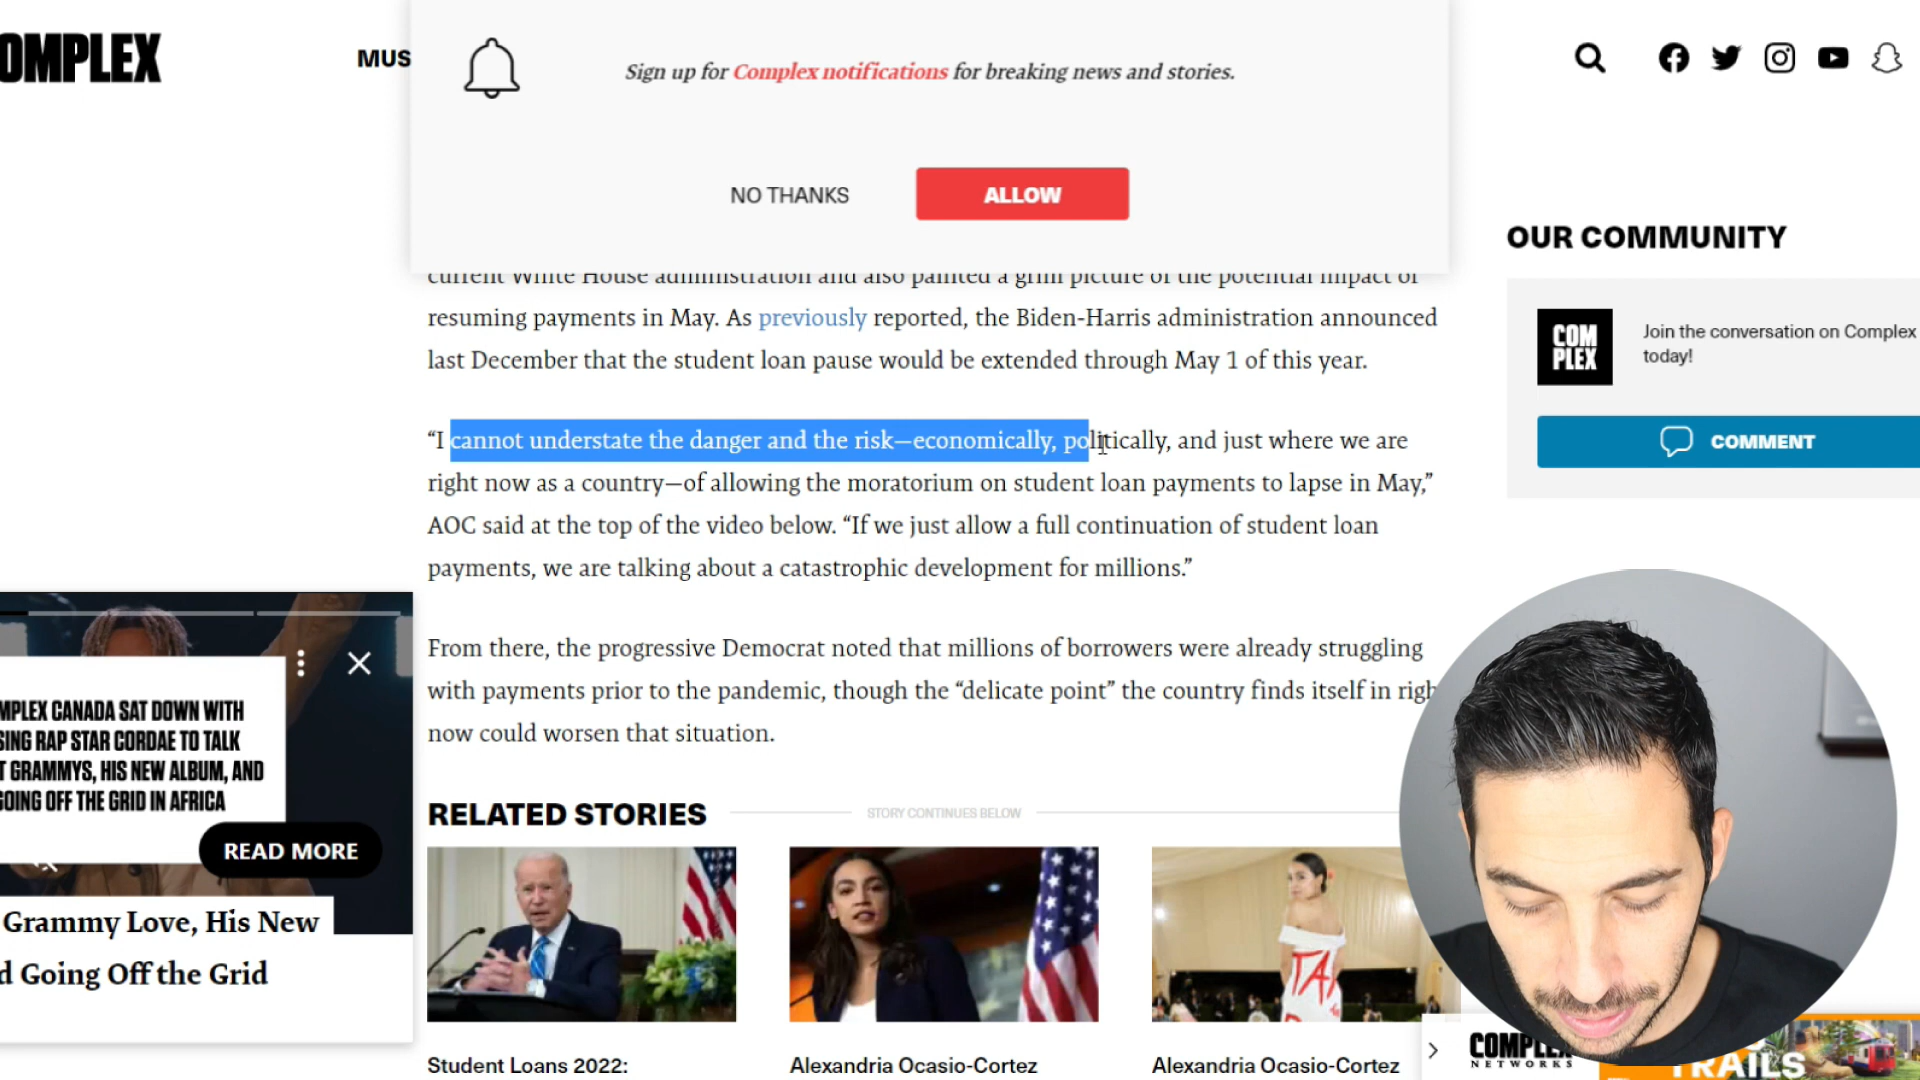 OMPLEX
MUS
Sign up for Complex notifications for breaking news and stories.
NO THANKS
ALLOW
current White House administration and also painted a grim picture of the potential impact of
resuming payments in May. As previously reported, the Biden-Harris administration announced
last December that the student loan pause would be extended through May 1 of this year.
“I cannot understate the danger and the risk—economically, politically, and just where we are
right now as a country—of allowing the moratorium on student loan payments to lapse in May,”
AOC said at the top of the video below. “If we just allow a full continuation of student loan
payments, we are talking about a catastrophic development for millions.”
From there, the progressive Democrat noted that millions of borrowers were already struggling
with payments prior to the pandemic, though the “delicate point” the country finds itself in righ
now could worsen that situation.
RELATED STORIES
STORY CONTINUES BELOW
Student Loans 2022:
Alexandria Ocasio-Cortez
Alexandria Ocasio-Cortez
OUR COMMUNITY
COM
PLEX
Join the conversation on Complex
today!
COMMENT
MPLEX CANADA SAT DOWN WITH
SING RAP STAR CORDAE TO TALK
T GRAMMYS, HIS NEW ALBUM, AND
GOING OFF THE GRID IN AFRICA
READ MORE
Grammy Love, His New
d Going Off the Grid
TA
COMPLEX
NETWORKS
TRAILS